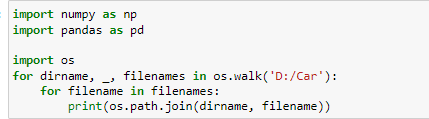 import numpy as np
import pandas as pd
import os
for dirname, _, filenames in os.walk('D:/Car'):
    for filename in filenames:
        print(os.path.join(dirname, filename))